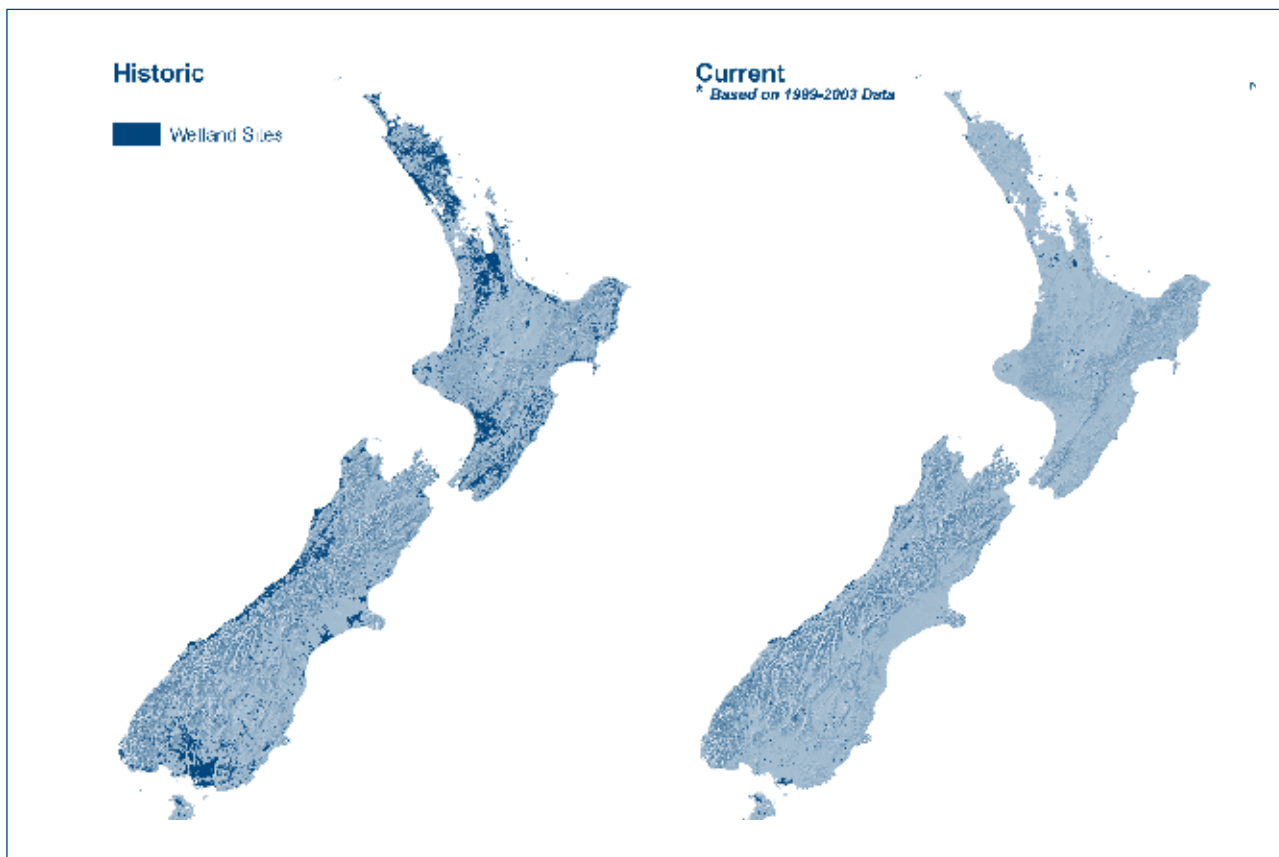 Historic
Wetland Sites
Current
* Based on 1999-2003 Data